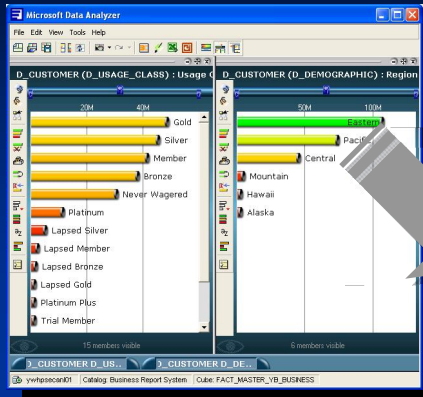 Microsoft Data Analyzer
File Edit View Tools Help
D_CUSTOMER (D_USAGE_CLASS) : Usage
20M 40M
Gold
Silver
Member
Bronze
Never Wagered
Platinum
Lapsed Silver
Lapsed Member
Lapsed Bronze
Lapsed Gold
Platinum Plus
Trial Member
15 members visible
D_CUSTOMER (D_DEMOGRAPHIC) : Region
50M 100M
Eastern
Pacific
Central
Mountain
Hawaii
Alaska
6 members visible
D_CUSTOMER D_US.. D_CUSTOMER D_DE..
ywhpsecanl01 Catalog: Business Report System Cube: FACT_MASTER_YB_BUSINESS